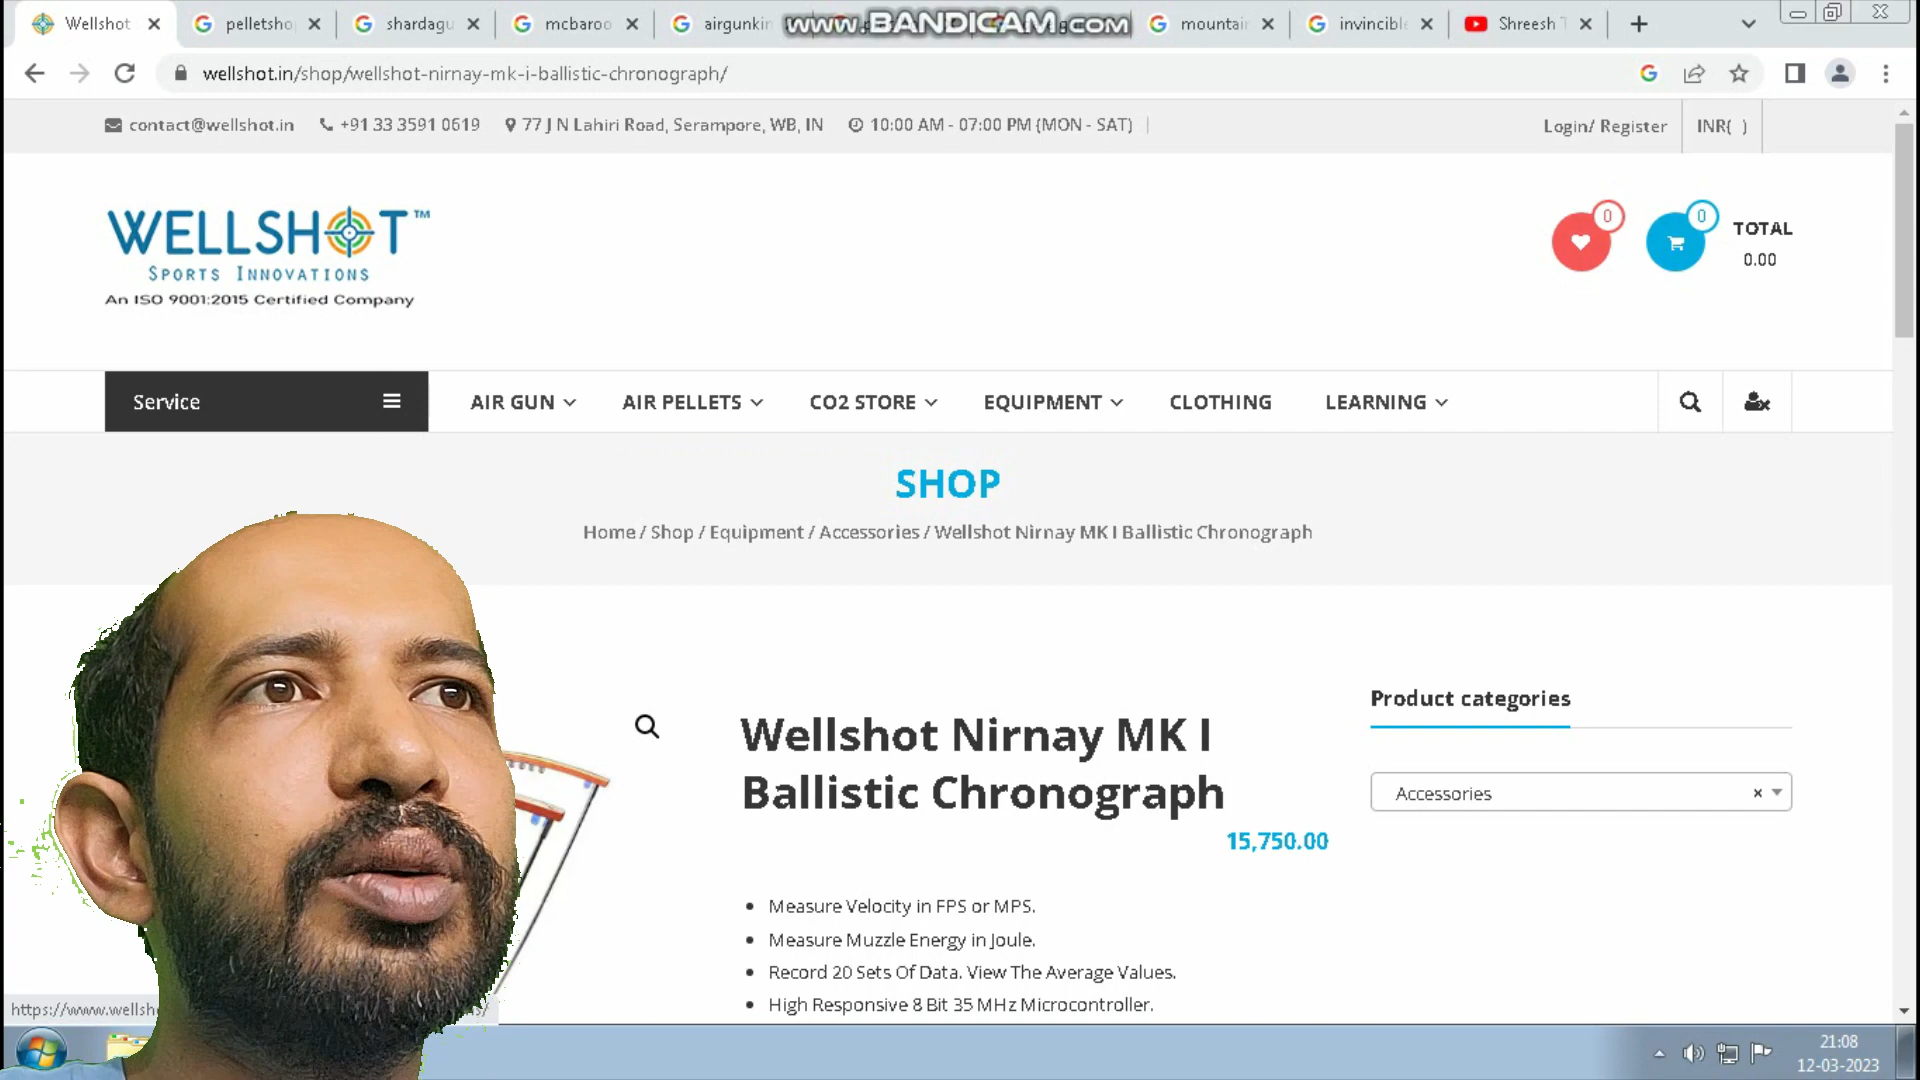 Wellshot
pelletsho
shardagu
mcbaroo
airgunkin
www.BANDICAM.com
mountain
invincible
Shreesh T
wellshot.in/shop/wellshot-nirnay-mk-i-ballistic-chronograph/
contact@wellshot.in +91 33 3591 0619 77 J N Lahiri Road, Serampore, WB, IN 10:00 AM - 07:00 PM (MON - SAT)
Login/ Register INR( )
WELLSHOT™
SPORTS INNOVATIONS
An ISO 9001:2015 Certified Company
0 0 TOTAL
0.00
Service AIR GUN AIR PELLETS CO2 STORE EQUIPMENT CLOTHING LEARNING
SHOP
Home / Shop / Equipment / Accessories / Wellshot Nirnay MK I Ballistic Chronograph
Wellshot Nirnay MK I
Ballistic Chronograph
15,750.00
Product categories
Accessories
Measure Velocity in FPS or MPS.
Measure Muzzle Energy in Joule.
Record 20 Sets Of Data. View The Average Values.
High Responsive 8 Bit 35 MHz Microcontroller.
https://www.wellsh
21:08
12-03-2023